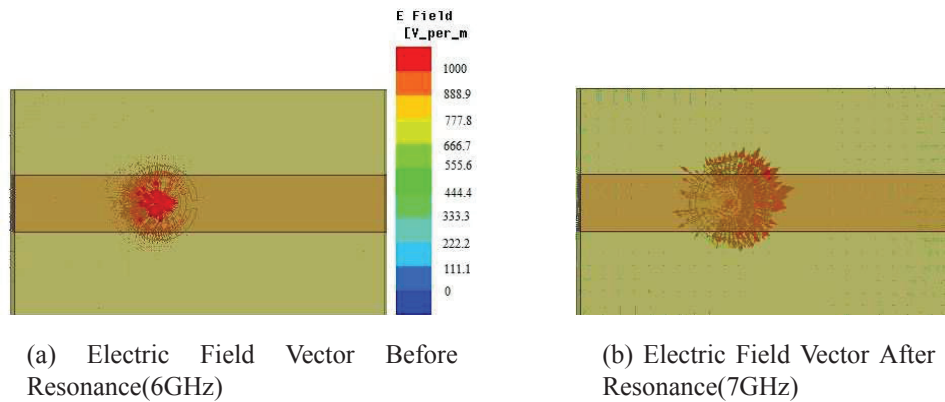 E Field
[V_per_m
1000
888.9
777.8
666.7
555.6
444.4
333.3
222.2
111.1
0
(a) Electric Field Vector Before
Resonance(6GHz)
(b) Electric Field Vector After
Resonance(7GHz)